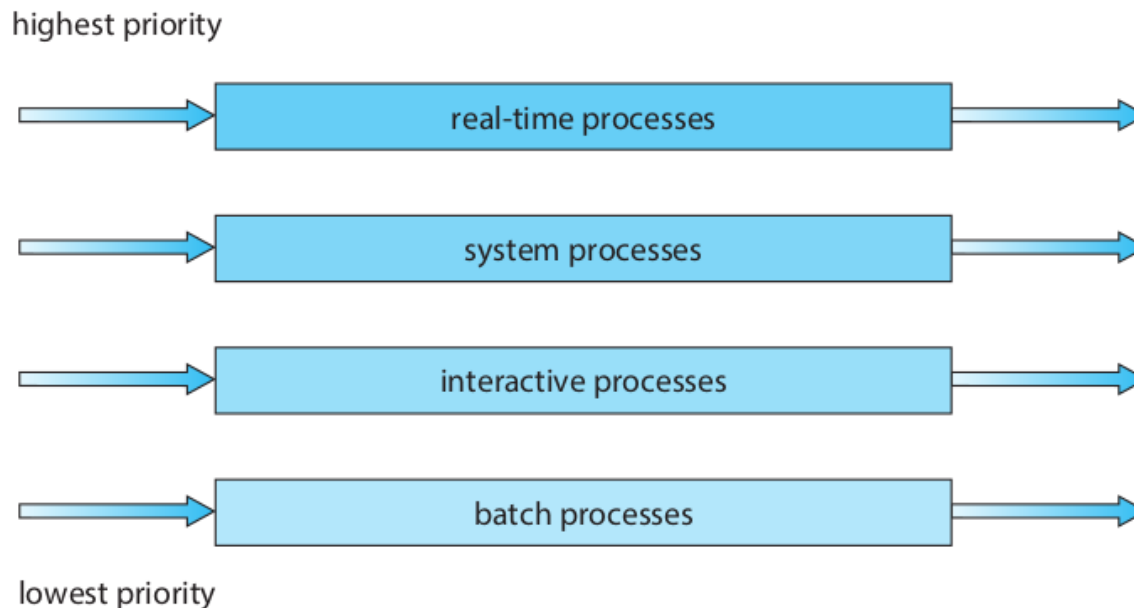 highest priority
real-time processes
system processes
interactive processes
batch processes
lowest priority